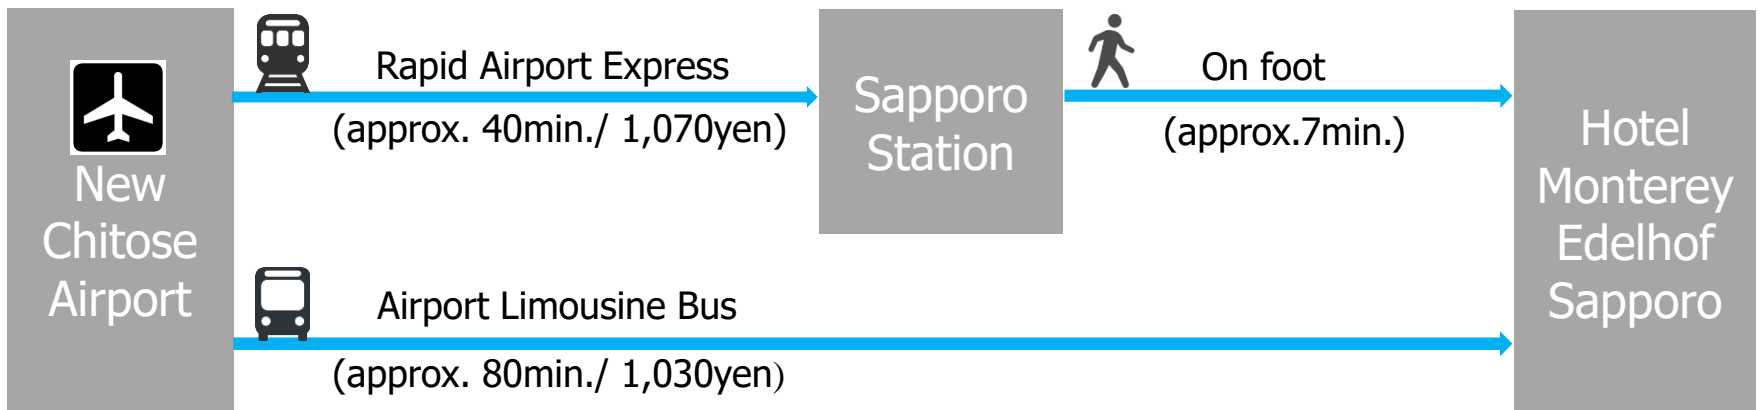 New
Chitose
Airport
Rapid Airport Express
(approx. 40min./ 1,070yen)
Sapporo
Station
On foot
(approx.7min.)
Airport Limousine Bus
(approx. 80min./ 1,030yen)
Hotel
Monterey
Edelhof
Sapporo